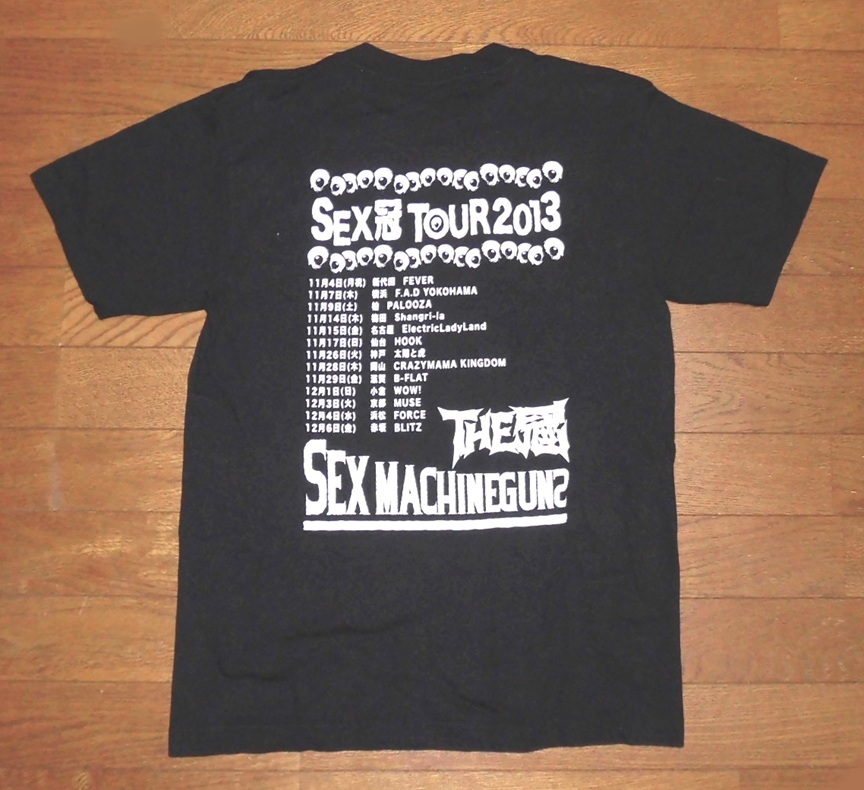 SEX冠 TOUR 2013
11月4日(月祝) 新代田 FEVER
11月7日(木) 横浜 F.A.D YOKOHAMA
11月9日(土) 柏 PALOOZA
11月14日(木) 梅田 Shangri-la
11月15日(金) 名古屋 ElectricLadyLand
11月17日(日) 仙台 HOOK
11月26日(火) 神戸 太陽と虎
11月28日(木) 岡山 CRAZYMAMA KINGDOM
11月29日(金) 滋賀 B-FLAT
12月1日(日) 小倉 WOW!
12月3日(火) 京都 MUSE
12月4日(水) 浜松 FORCE
12月6日(金) 赤坂 BLITZ
THE冠
SEX MACHINEGUNS